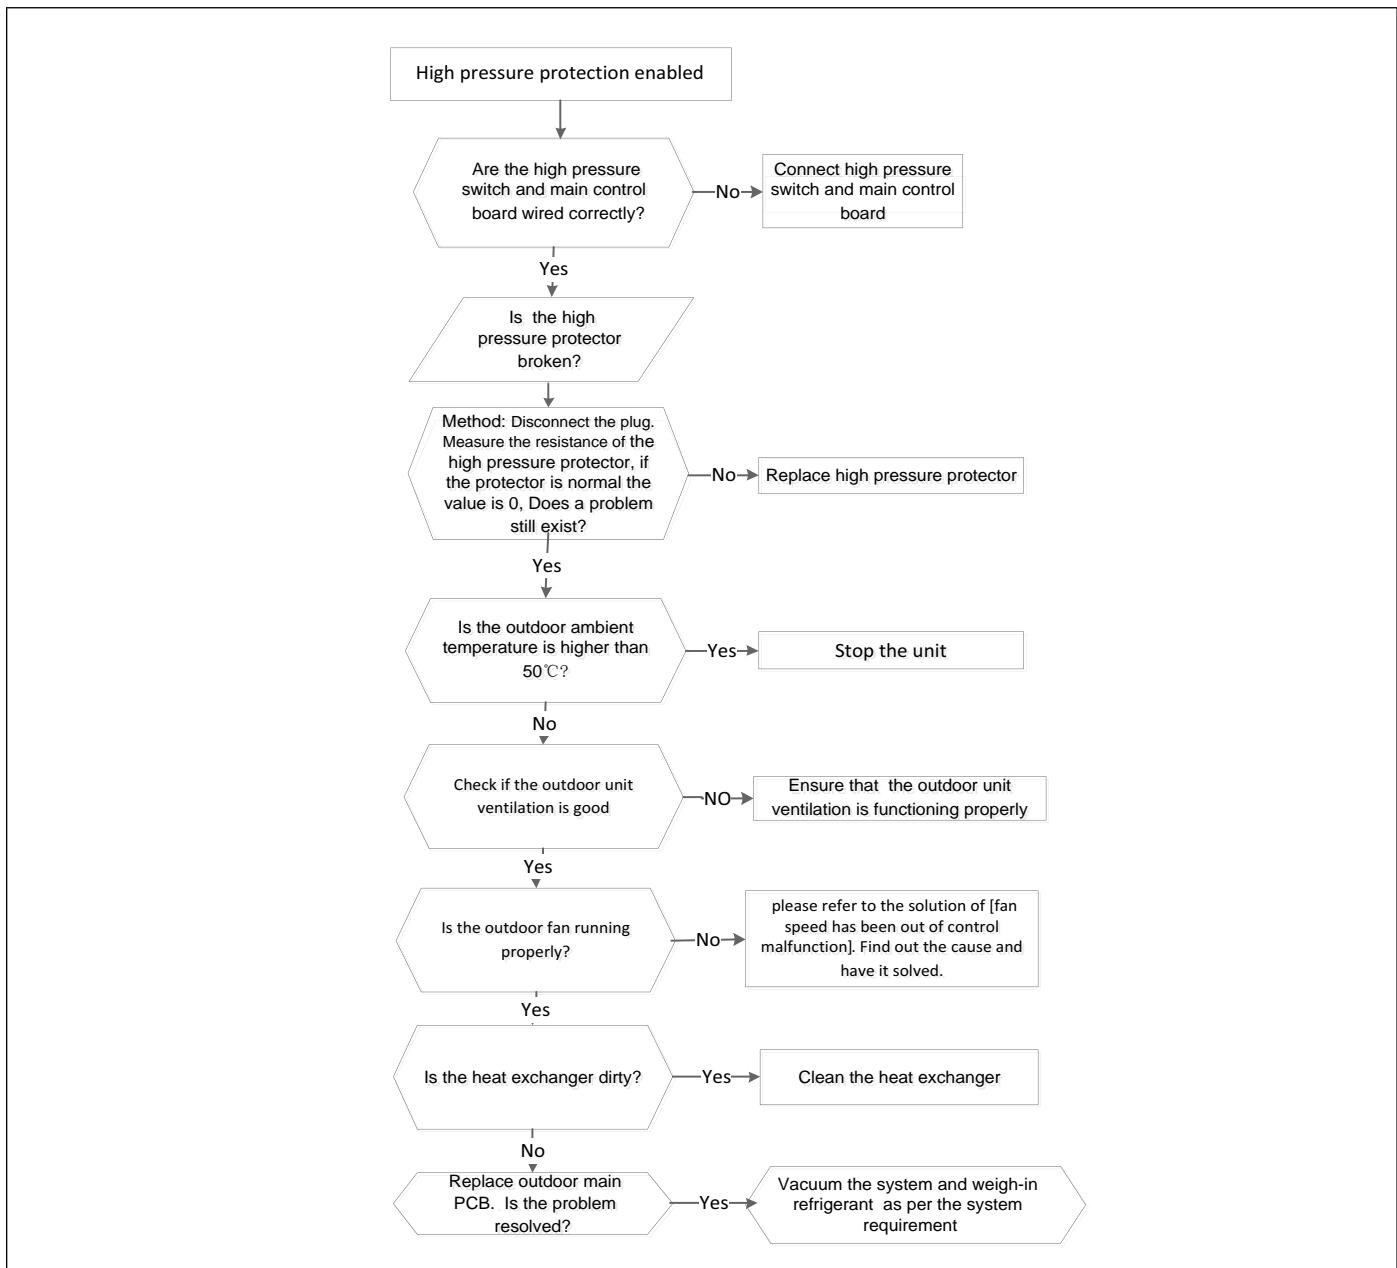 High pressure protection enabled
Are the high pressure
switch and main control
board wired correctly?
No
Connect high pressure
switch and main control
board
Yes
Is the high
pressure protector
broken?
Method: Disconnect the plug.
Measure the resistance of the
high pressure protector, if
the protector is normal the
value is 0, Does a problem
still exist?
No
Replace high pressure protector
Yes
Is the outdoor ambient
temperature is higher than
50℃?
Yes
Stop the unit
No
Check if the outdoor unit
ventilation is good
NO
Ensure that the outdoor unit
ventilation is functioning properly
Yes
Is the outdoor fan running
properly?
No
please refer to the solution of [fan
speed has been out of control
malfunction]. Find out the cause and
have it solved.
Yes
Is the heat exchanger dirty?
Yes
Clean the heat exchanger
No
Replace outdoor main
PCB. Is the problem
resolved?
Yes
Vacuum the system and weigh-in
refrigerant as per the system
requirement